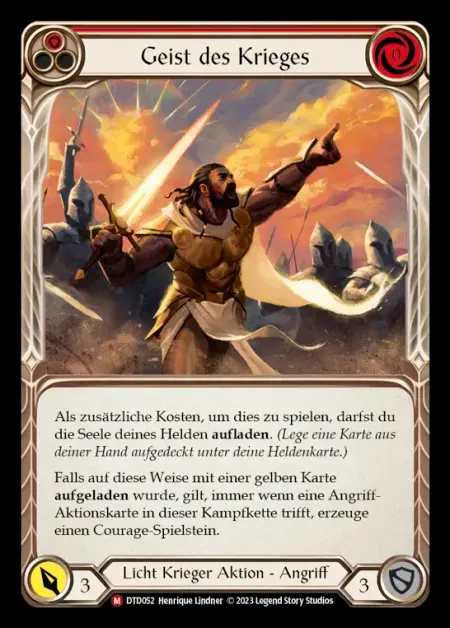 Geist des Krieges
0
Als zusätzliche Kosten, um dies zu spielen, darfst du
die Seele deines Helden aufladen. (Lege eine Karte aus
deiner Hand aufgedeckt unter deine Heldenkarte.)
Falls auf diese Weise mit einer gelben Karte
aufgeladen wurde, gilt, immer wenn eine Angriff-
Aktionskarte in dieser Kampfkette trifft, erzeuge
einen Courage-Spielstein.
3 Licht Krieger Aktion - Angriff 3
M DTD052 Henrique Lindner © 2023 Legend Story Studios